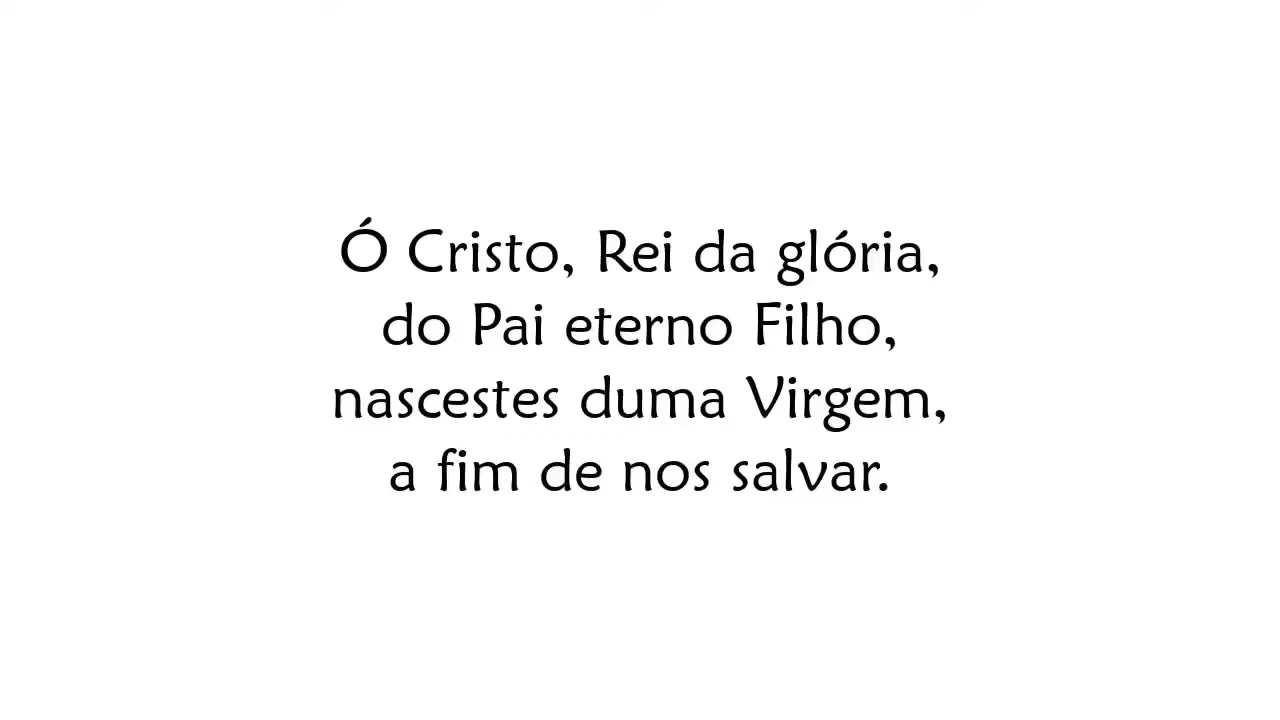 Ó Cristo, Rei da glória,
do Pai eterno Filho,
nascestes duma Virgem,
a fim de nos salvar.